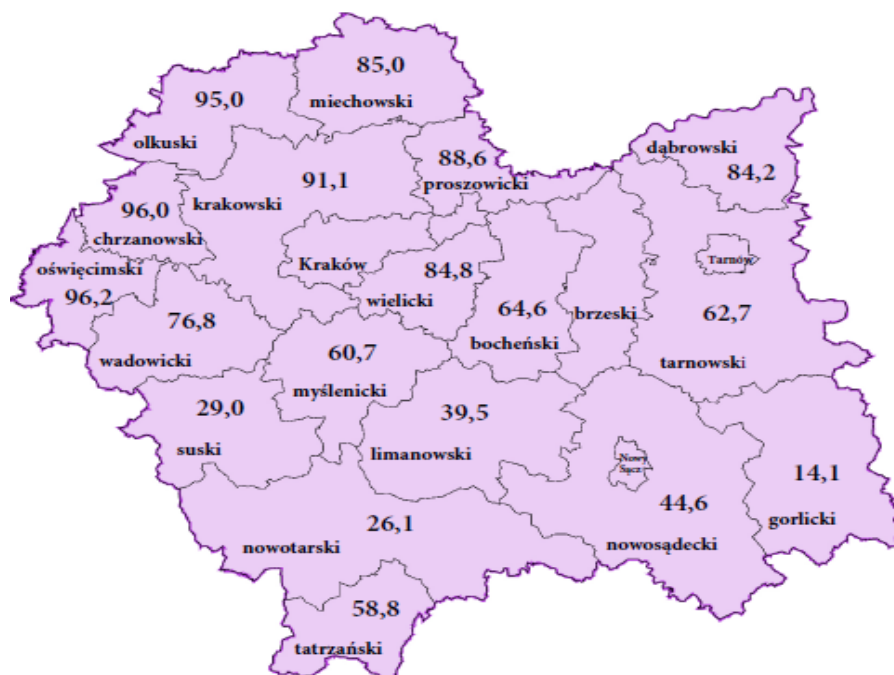 85,0
miechowski
95,0
olkuski
dąbrowski
84,2
88,6
proszowicki
91,1
krakowski
96,0
chrzanowski
oświęcimski
96,2
Kraków
84,8
wielicki
Tarnów
76,8
wadowicki
64,6
bocheński
brzeski
62,7
tarnowski
60,7
myślenicki
29,0
suski
39,5
limanowski
Nowy
Sącz
14,1
gorlicki
44,6
nowosądecki
26,1
nowotarski
58,8
tatrzański